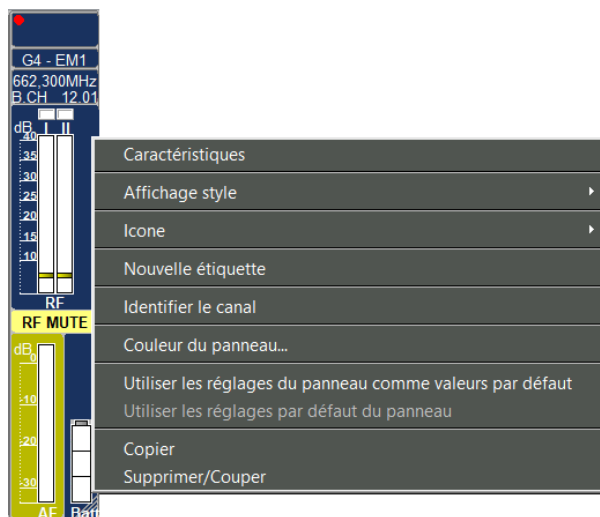 G4 - EM1
662,300MHz
B.CH 12.01
dB I II
40
35
30
25
20
15
10
RF
RF MUTE
dB
0
-10
-20
-30
AF
Caractéristiques
Affichage style
Icone
Nouvelle étiquette
Identifier le canal
Couleur du panneau...
Utiliser les réglages du panneau comme valeurs par défaut
Utiliser les réglages par défaut du panneau
Copier
Supprimer/Couper